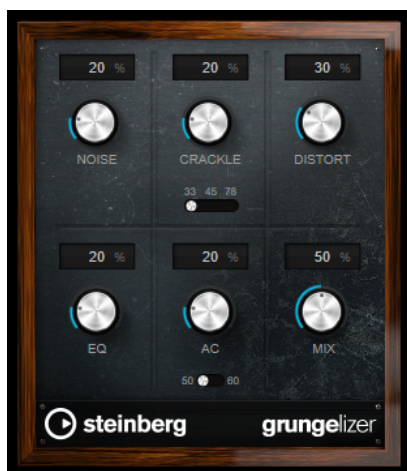 20 % 20 % 30 %
NOISE CRACKLE DISTORT
33 45 78
20 % 20 % 50 %
EQ AC MIX
50 60
steinberg grungelizer